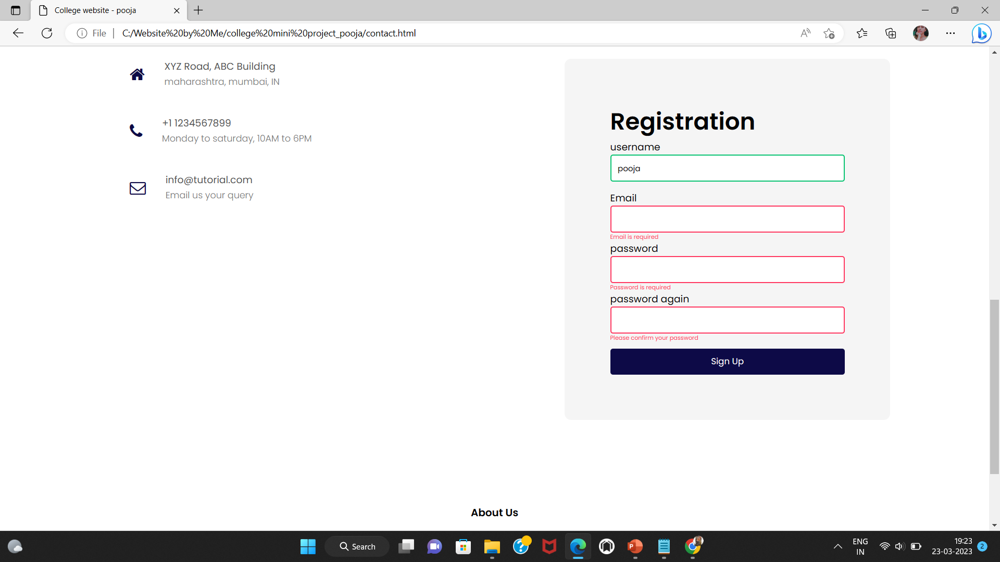 College website - pooja
File
C:/Website%20by%20Me/college%20mini%20project_pooja/contact.html
XYZ Road, ABC Building
maharashtra, mumbai, IN
+1 1234567899
Monday to saturday, 10AM to 6PM
info@tutorial.com
Email us your query
Registration
username
pooja
Email
Email is required
password
Password is required
password again
Please confirm your password
Sign Up
About Us
Search
ENG
IN
19:23
23-03-2023
2